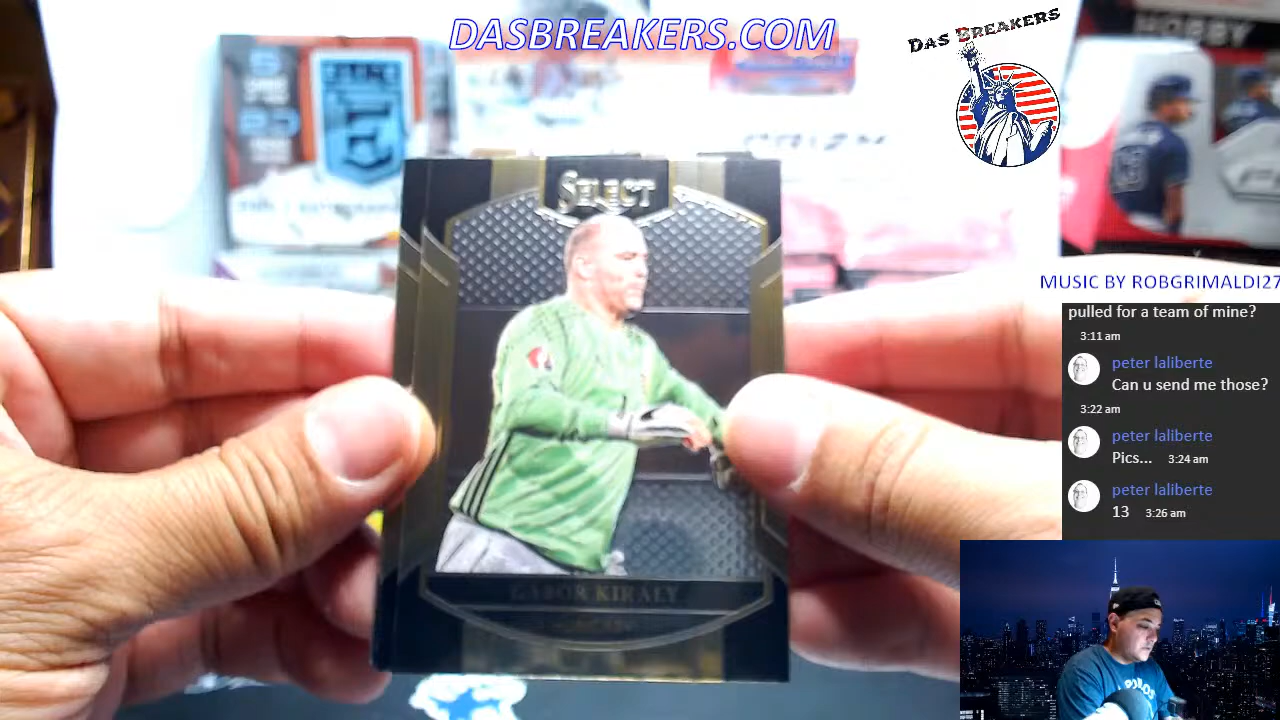 DASBREAKERS.COM
DAS BREAKERS
HOBBY
SELECT
GABOR KIRALY
MUSIC BY ROBGRIMALDI27
pulled for a team of mine?
3:11 am
peter laliberte
Can u send me those?
3:22 am
peter laliberte
Pics... 3:24 am
peter laliberte
13 3:26 am